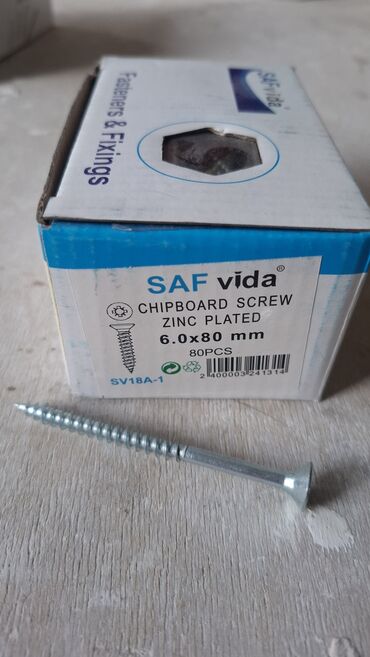 SAF vida
Fasteners & Fixings
SAF vida®
CHIPBOARD SCREW
ZINC PLATED
6.0x80 mm
80PCS
SV18A-1
2 400003 241314